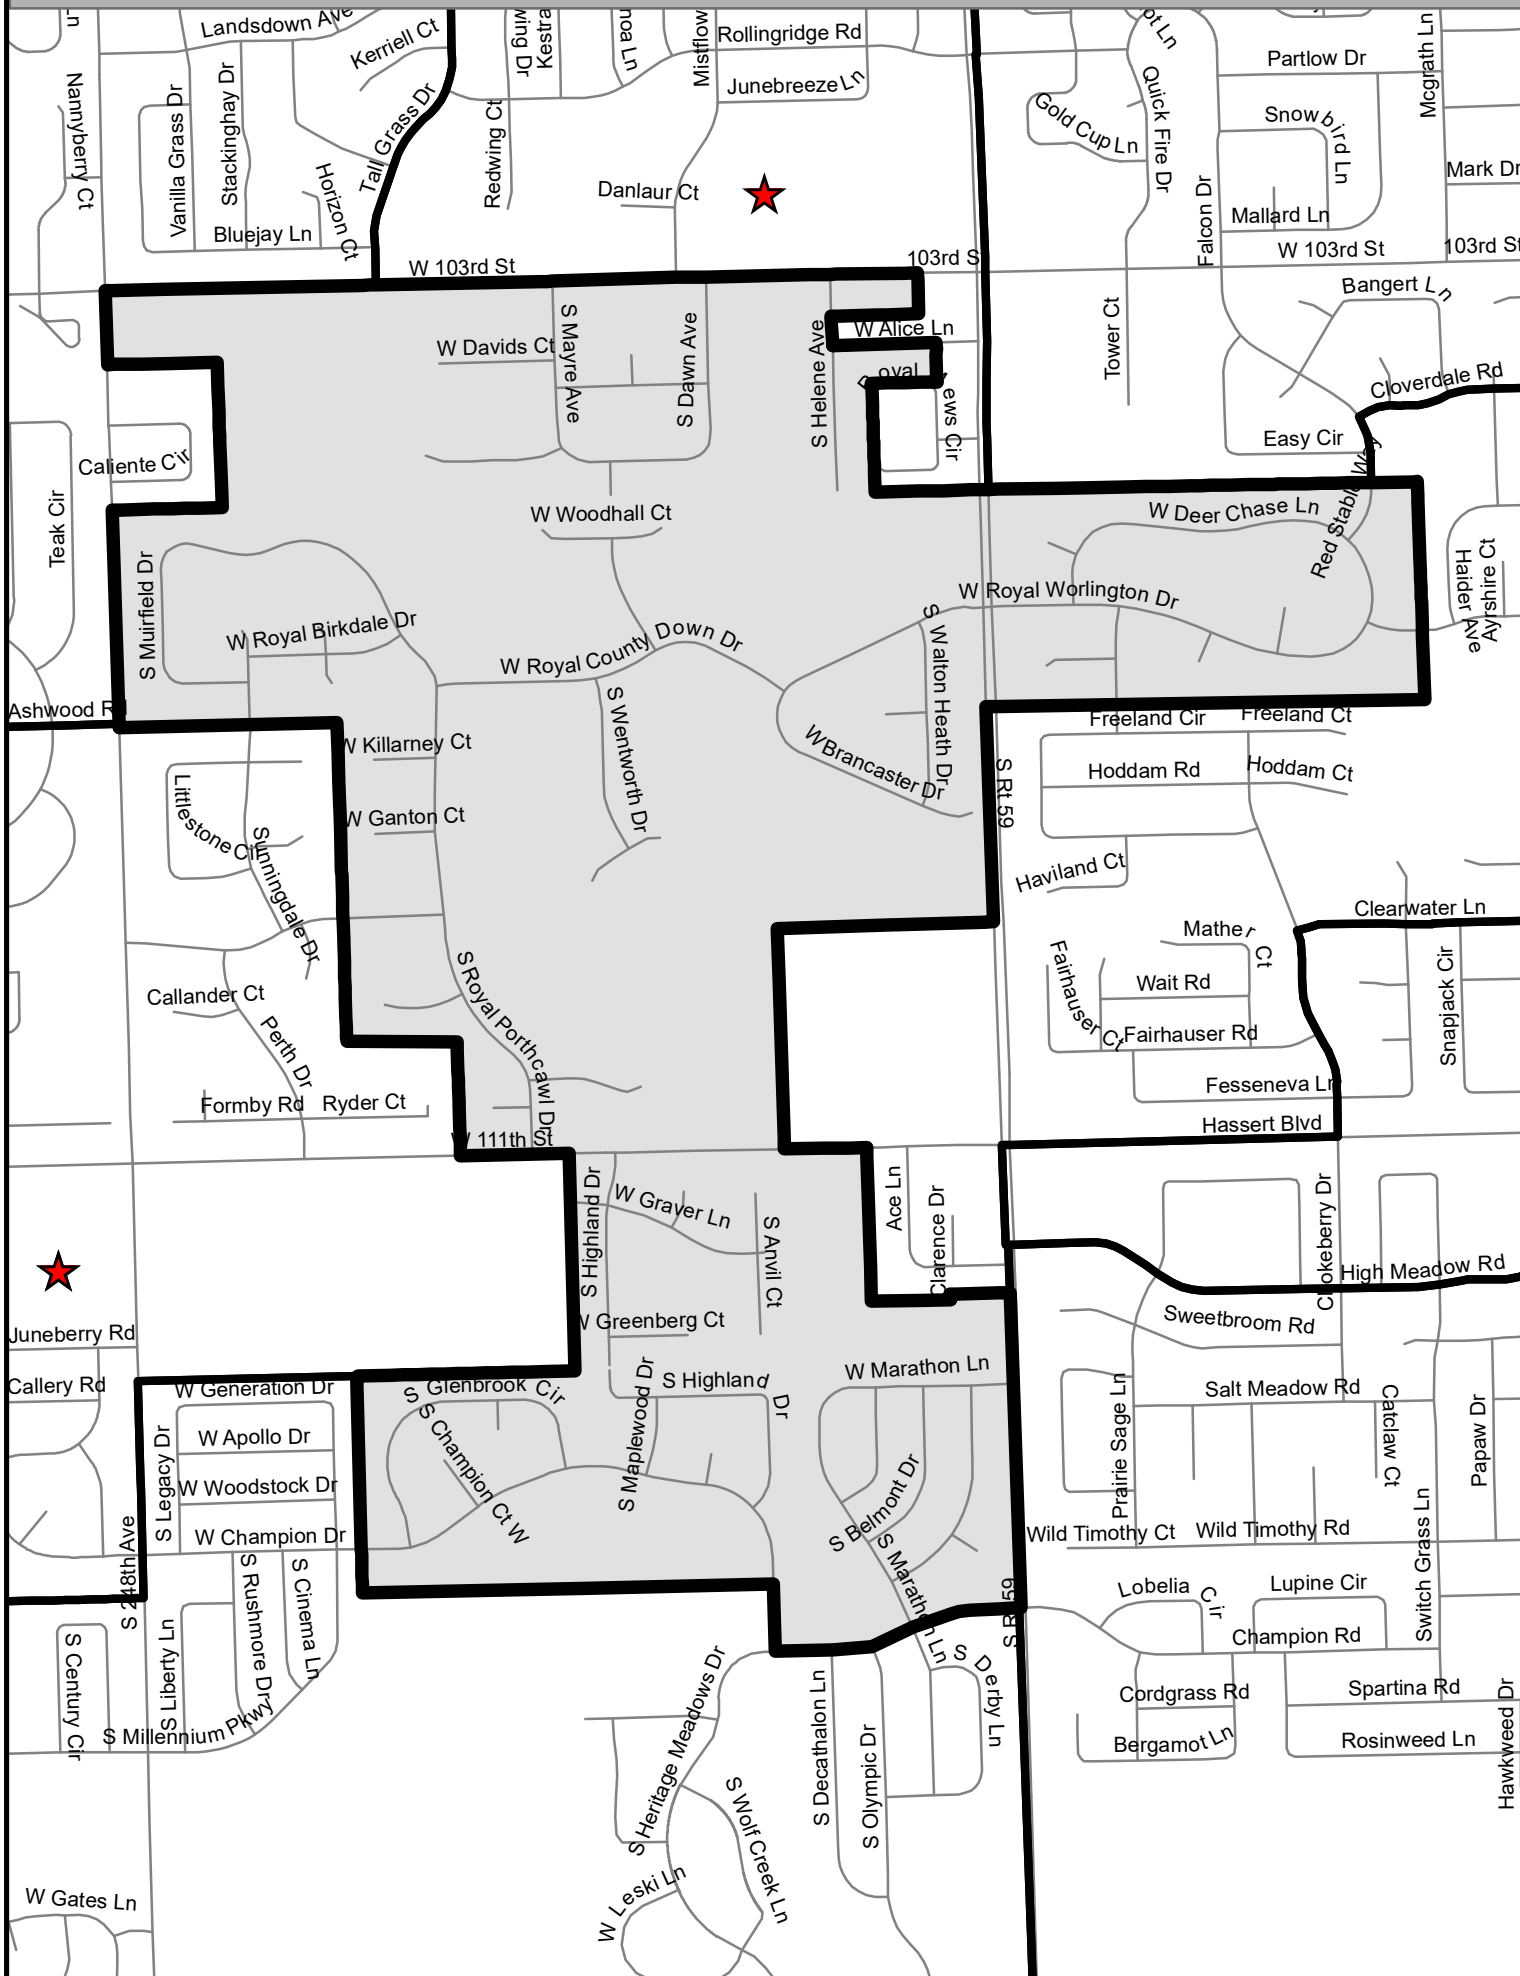 Landsdown Ave
Kerriell Ct
Rollingridge Rd
Junebreeze Ln
Partlow Dr
Mcgrath Ln
Nannyberry Ct
Vanilla Grass Dr
Stackinghay Dr
Tall Grass Dr
Redwing Ct
Gold Cup Ln
Quick Fire Dr
Snowbird Ln
Mark Dr
Horizon Ct
Danlaur Ct
Falcon Dr
Mallard Ln
Bluejay Ln
W 103rd St
103rd S
W 103rd St
103rd St
Bangert Ln
S Mayre Ave
S Dawn Ave
S Helene Ave
W Alice Ln
Tower Ct
W Davids Ct
Cloverdale Rd
Easy Cir
Caliente Cir
Teak Cir
W Woodhall Ct
W Deer Chase Ln
Red Stable Way
Haider Ave
Ayrshire Ct
S Muirfield Dr
W Royal Birkdale Dr
W Royal County Down Dr
S Walton Heath Dr
W Royal Worlington Dr
Ashwood Rd
S Wentworth Dr
Freeland Cir
Freeland Ct
W Killarney Ct
W Brancaster Dr
S Rt 59
Hoddam Rd
Hoddam Ct
Littlestone Cir
W Ganton Ct
Sunningdale Dr
Haviland Ct
Clearwater Ln
Mather Ct
S Royal Porthcawl Dr
Fairhauser Ct
Wait Rd
Snapjack Cir
Callander Ct
Perth Dr
Fairhauser Rd
Fesseneva Ln
Formby Rd
Ryder Ct
Hassert Blvd
W 111th St
S Highland Dr
W Graver Ln
S Anvil Ct
Ace Ln
Clarence Dr
Chokeberry Dr
High Meadow Rd
Sweetbroom Rd
W Greenberg Ct
Juneberry Rd
Callery Rd
W Generation Dr
S Glenbrook Cir
S Maplewood Dr
S Highland Dr
W Marathon Ln
Salt Meadow Rd
Prairie Sage Ln
Catclaw Ct
Papaw Dr
S Champion Ct W
W Apollo Dr
S Legacy Dr
W Woodstock Dr
W Champion Dr
S Belmont Dr
S Marathon Ln
Wild Timothy Ct
Wild Timothy Rd
Switch Grass Ln
S 248th Ave
S Rushmore Dr
S Cinema Ln
S Rt 59
Lobelia Cir
Lupine Cir
Champion Rd
S Century Cir
S Liberty Ln
S Millennium Pkwy
S Heritage Meadows Dr
S Decathalon Ln
S Olympic Dr
S Derby Ln
Cordgrass Rd
Spartina Rd
Bergamot Ln
Rosinweed Ln
Hawkweed Dr
S Wolf Creek Ln
W Leski Ln
W Gates Ln